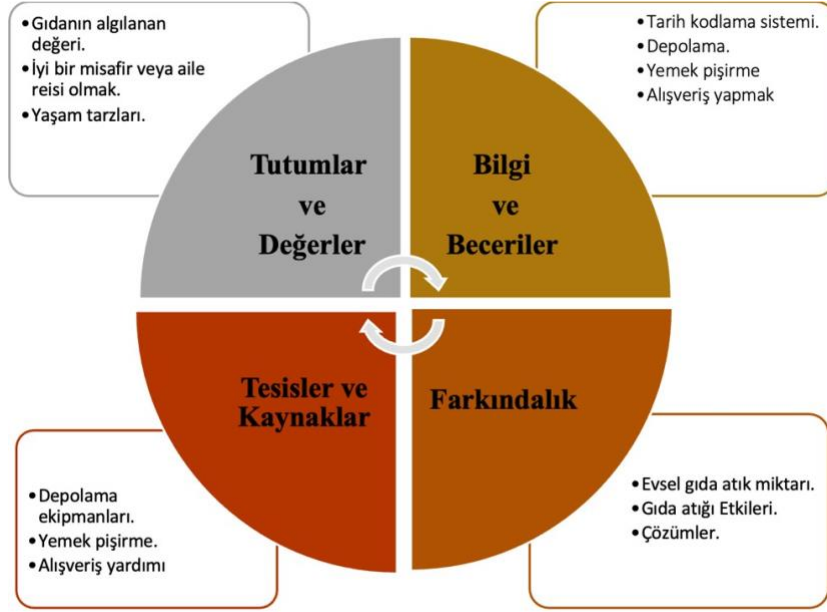 •Gıdanın algılanan
değeri.
•İyi bir misafir veya aile
reisi olmak.
•Yaşam tarzları.
•Tarih kodlama sistemi.
•Depolama.
•Yemek pişirme
•Alışveriş yapmak
Tutumlar
ve
Değerler
Bilgi
ve
Beceriler
Tesisler ve
Kaynaklar
Farkındalık
•Depolama
ekipmanları.
•Yemek pişirme.
•Alışveriş yardımı
•Evsel gıda atık miktarı.
•Gıda atığı Etkileri.
•Çözümler.